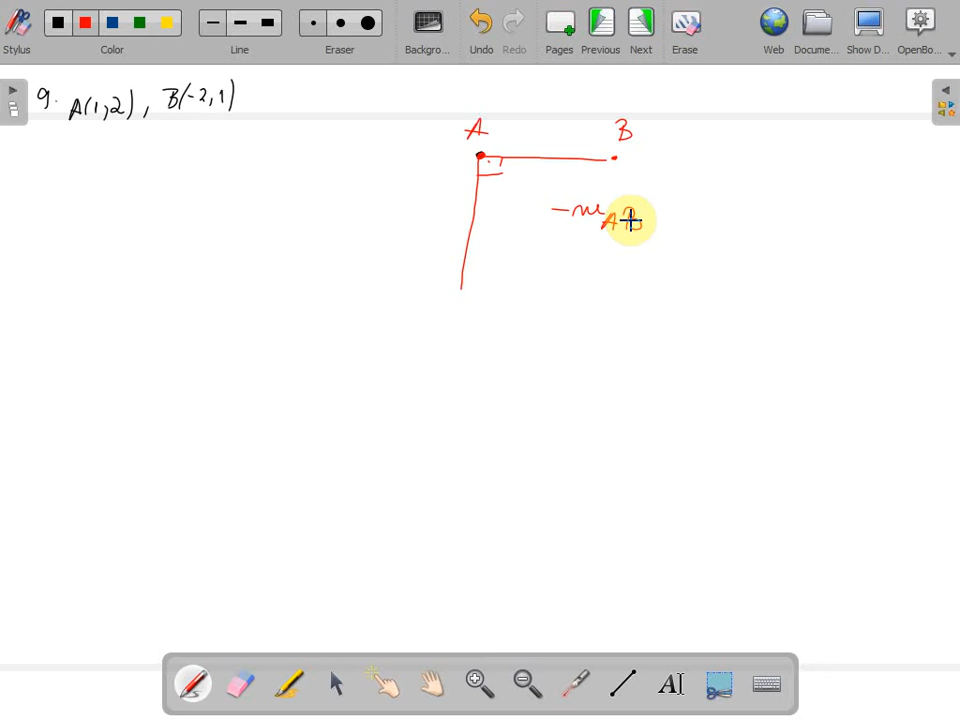 Stylus Color Line Eraser Backgro... Undo Redo Pages Previous Next Erase Web Docume... Show D... OpenBo...
9. A(1,2), B(-2,1)
A B
-m AB
A